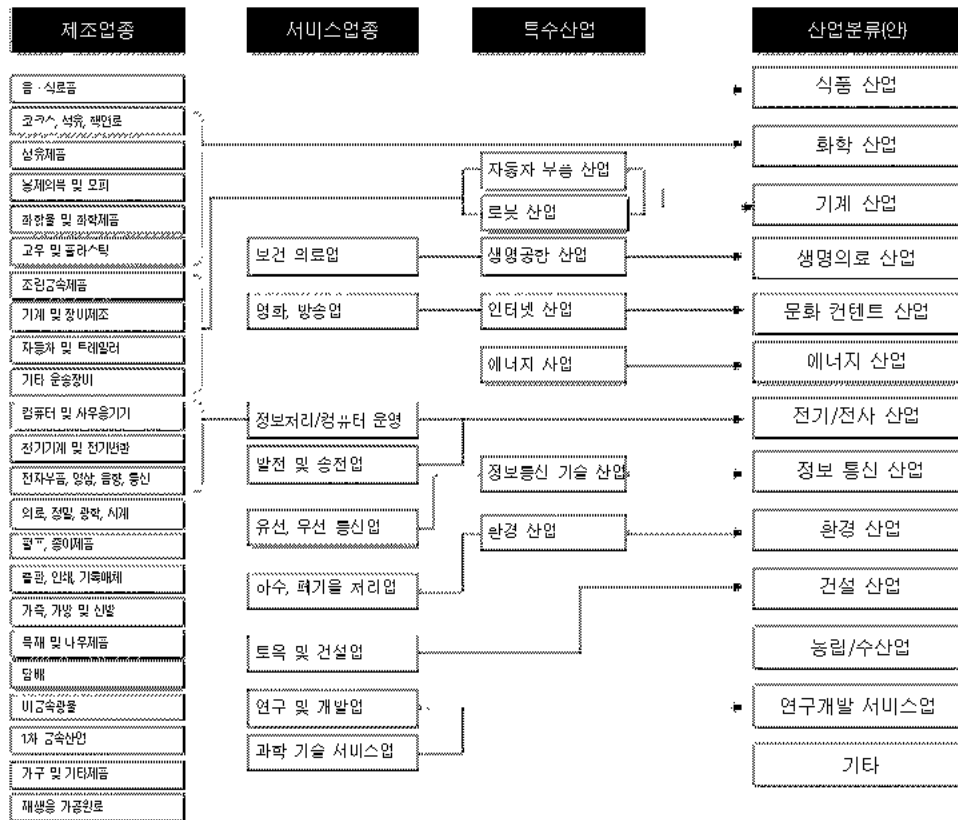 제조업종
서비스업종
특수산업
산업분류(안)
음·식료품
코크스, 석유, 핵연료
섬유제품
봉제의복 및 모피
화합물 및 화학제품
고무 및 플라스틱
조립금속제품
기계 및 장비제조
자동차 및 트레일러
기타 운송장비
컴퓨터 및 사무용기기
전기기계 및 전기변환
전자부품, 영상, 음향, 통신
의료, 정밀, 광학, 시계
펄프, 종이제품
출판, 인쇄, 기록매체
가죽, 가방 및 신발
목재 및 나무제품
담배
비금속광물
1차 금속산업
가구 및 기타제품
재생용 가공원료
보건 의료업
영화, 방송업
정보처리/컴퓨터 운영
발전 및 송전업
유선, 무선 통신업
하수, 폐기물 처리업
토목 및 건설업
연구 및 개발업
과학 기술 서비스업
자동차 부품 산업
로봇 산업
생명공학 산업
인터넷 산업
에너지 사업
정보통신 기술 산업
환경 산업
식품 산업
화학 산업
기계 산업
생명의료 산업
문화 컨텐트 산업
에너지 산업
전기/전자 산업
정보 통신 산업
환경 산업
건설 산업
농림/수산업
연구개발 서비스업
기타